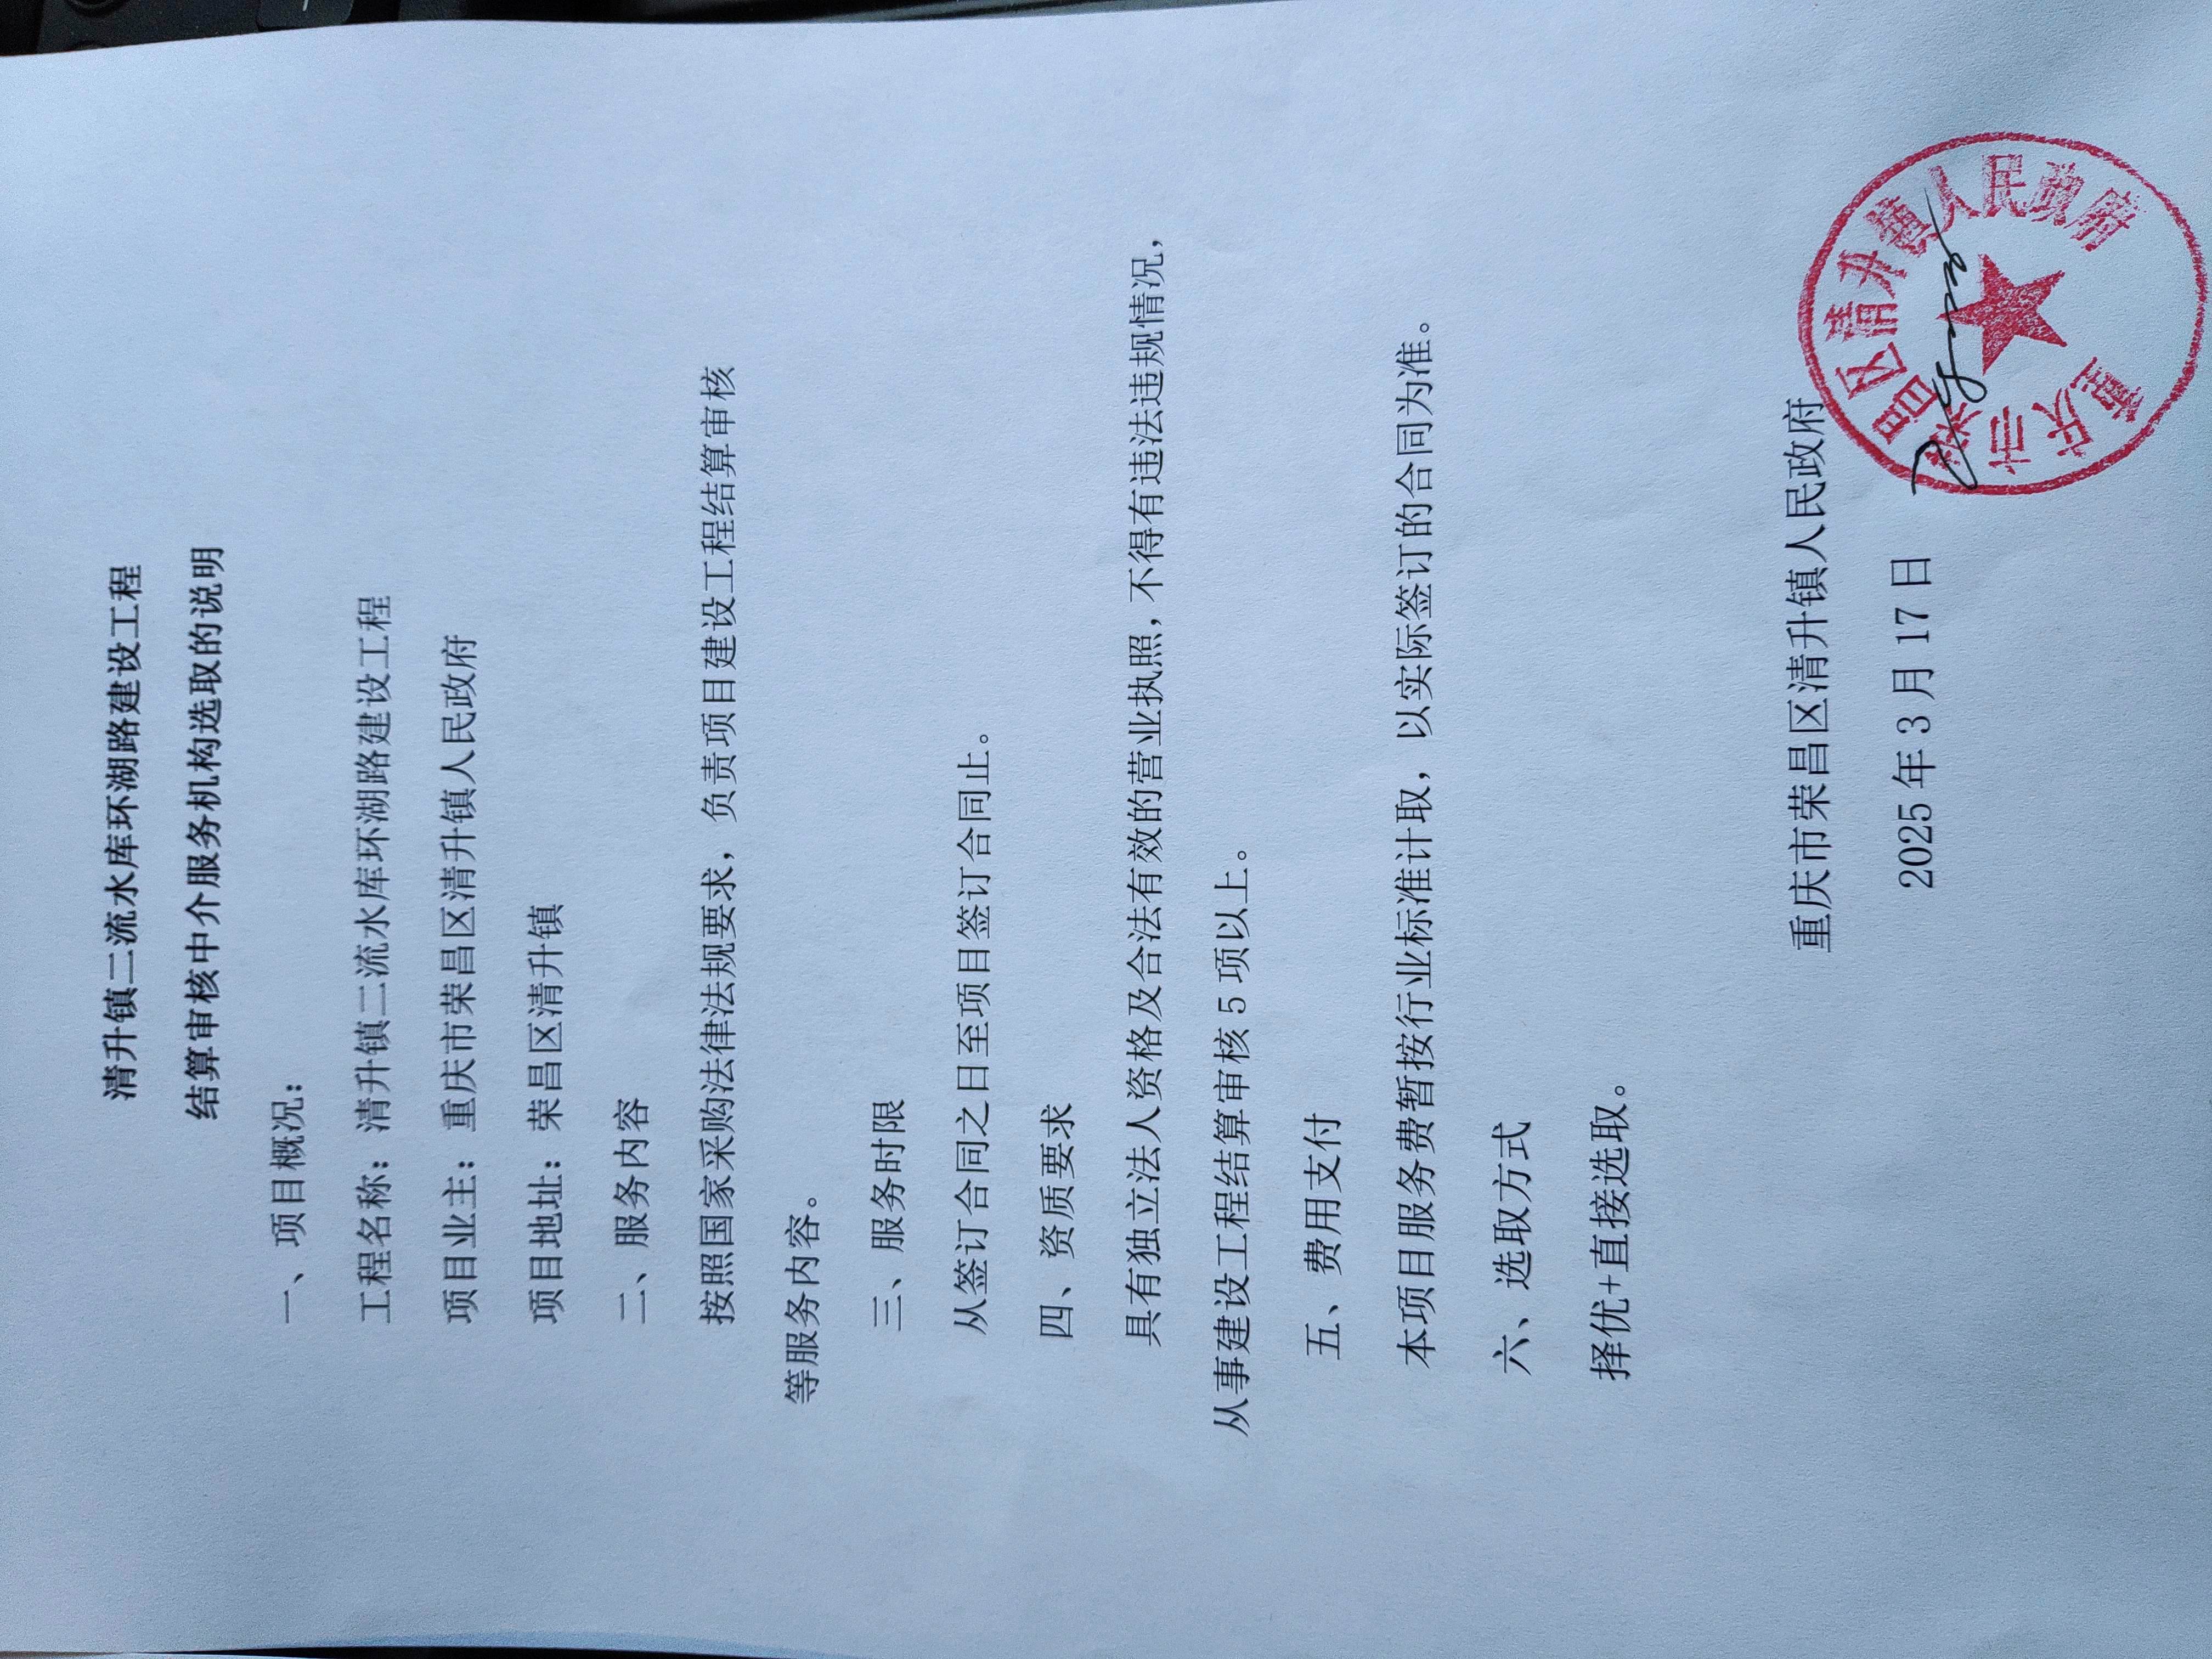 清升镇二流水库环湖路建设工程
结算审核中介服务机构选取的说明
一、项目概况：
工程名称：清升镇二流水库环湖路建设工程
项目业主：重庆市荣昌区清升镇人民政府
项目地址：荣昌区清升镇
二、服务内容
按照国家采购法律法规要求，负责项目建设工程结算审核
等服务内容。
三、服务时限
从签订合同之日至项目签订合同止。
四、资质要求
具有独立法人资格及合法有效的营业执照，不得有违法违规情况，
从事建设工程结算审核5项以上。
五、费用支付
本项目服务费暂按行业标准计取，以实际签订的合同为准。
六、选取方式
择优+直接选取。
重庆市荣昌区清升镇人民政府
2025年3月17日
重庆市荣昌区清升镇人民政府